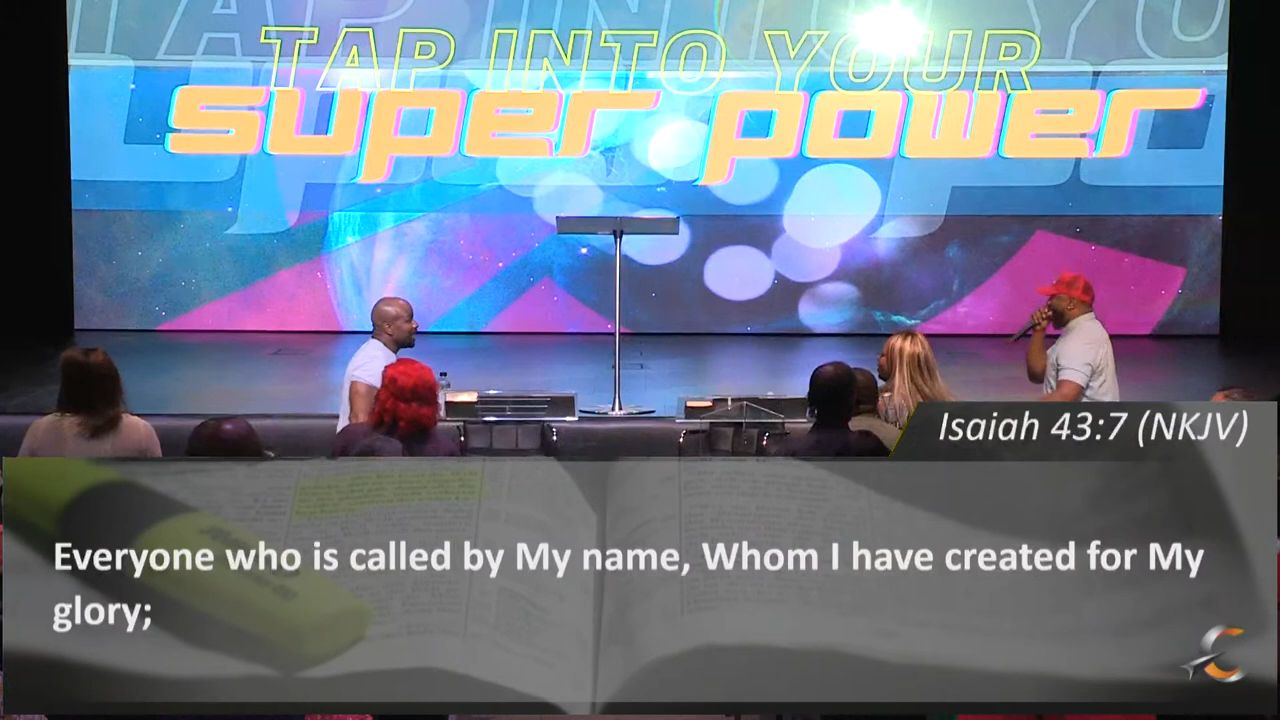 TAP INTO YOUR
super power
Isaiah 43:7 (NKJV)
Everyone who is called by My name, Whom I have created for My
glory;